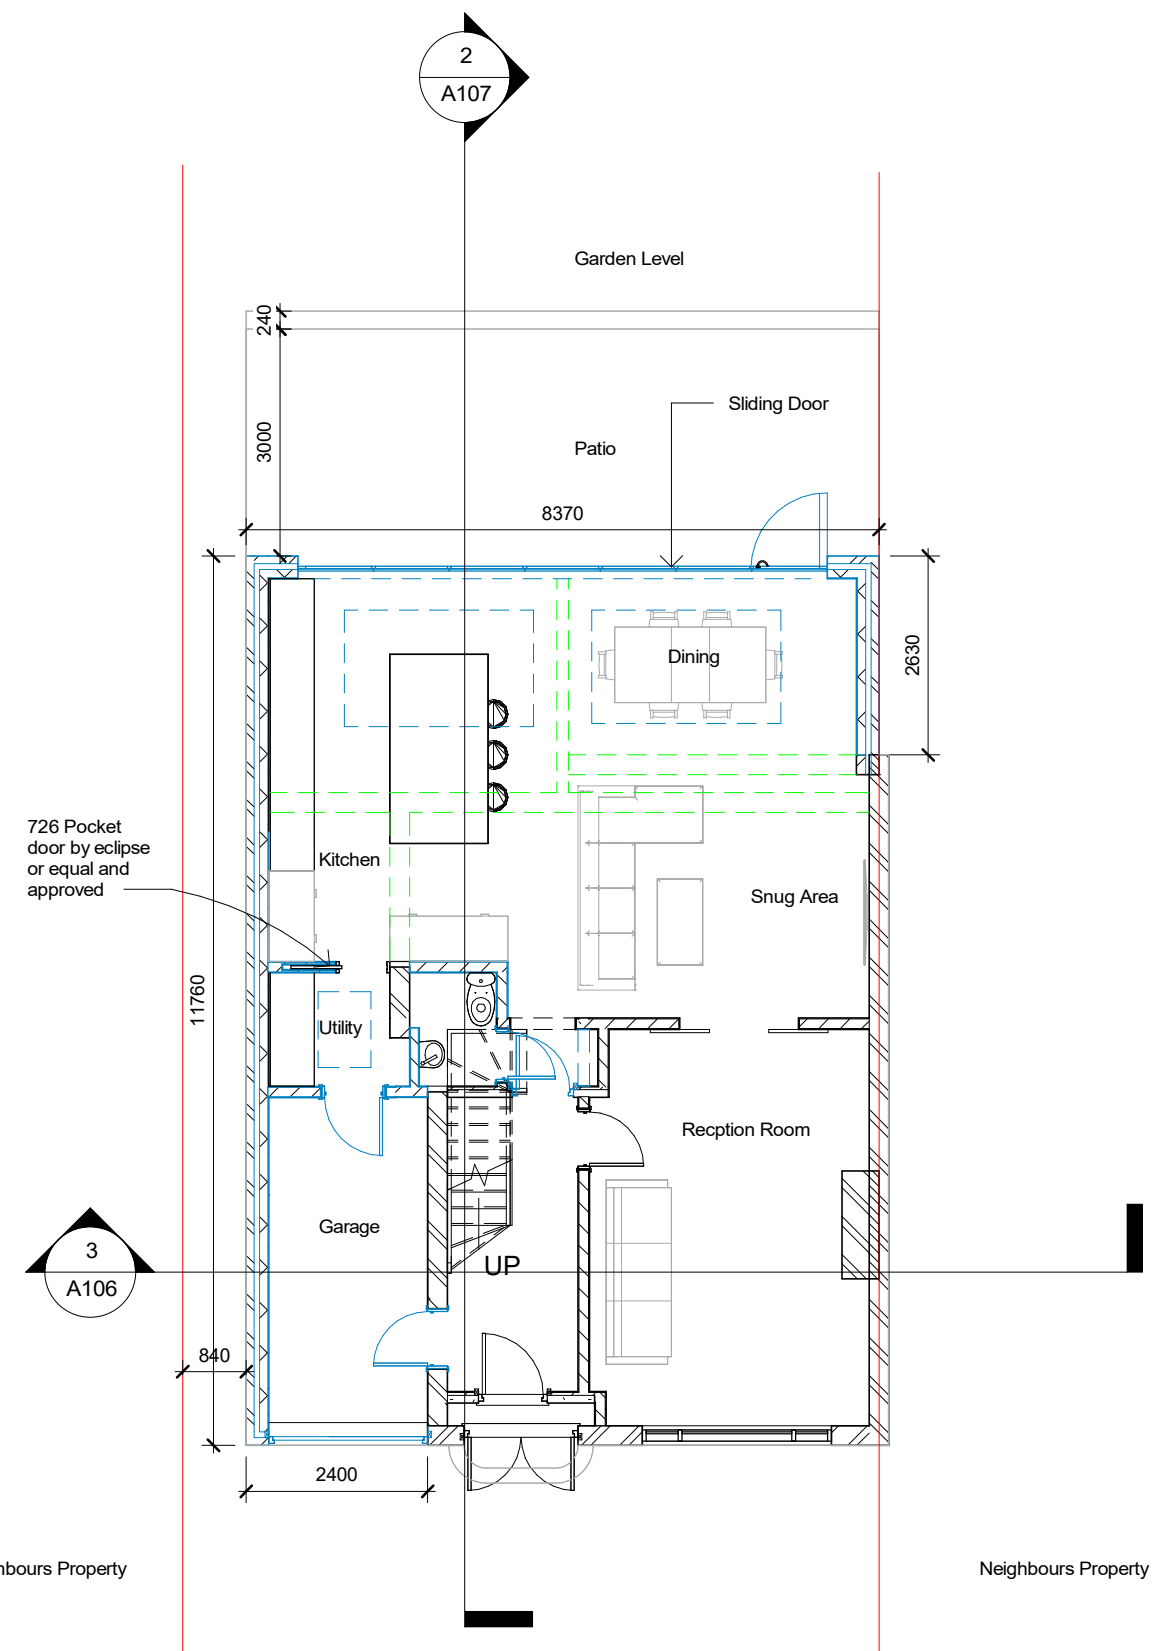 2
A107
Garden Level
240
Sliding Door
3000
Patio
8370
2630
Dining
726 Pocket
door by eclipse
or equal and
approved
Kitchen
Snug Area
11760
Utility
Recption Room
Garage
3
A106
UP
840
2400
hbours Property
Neighbours Property